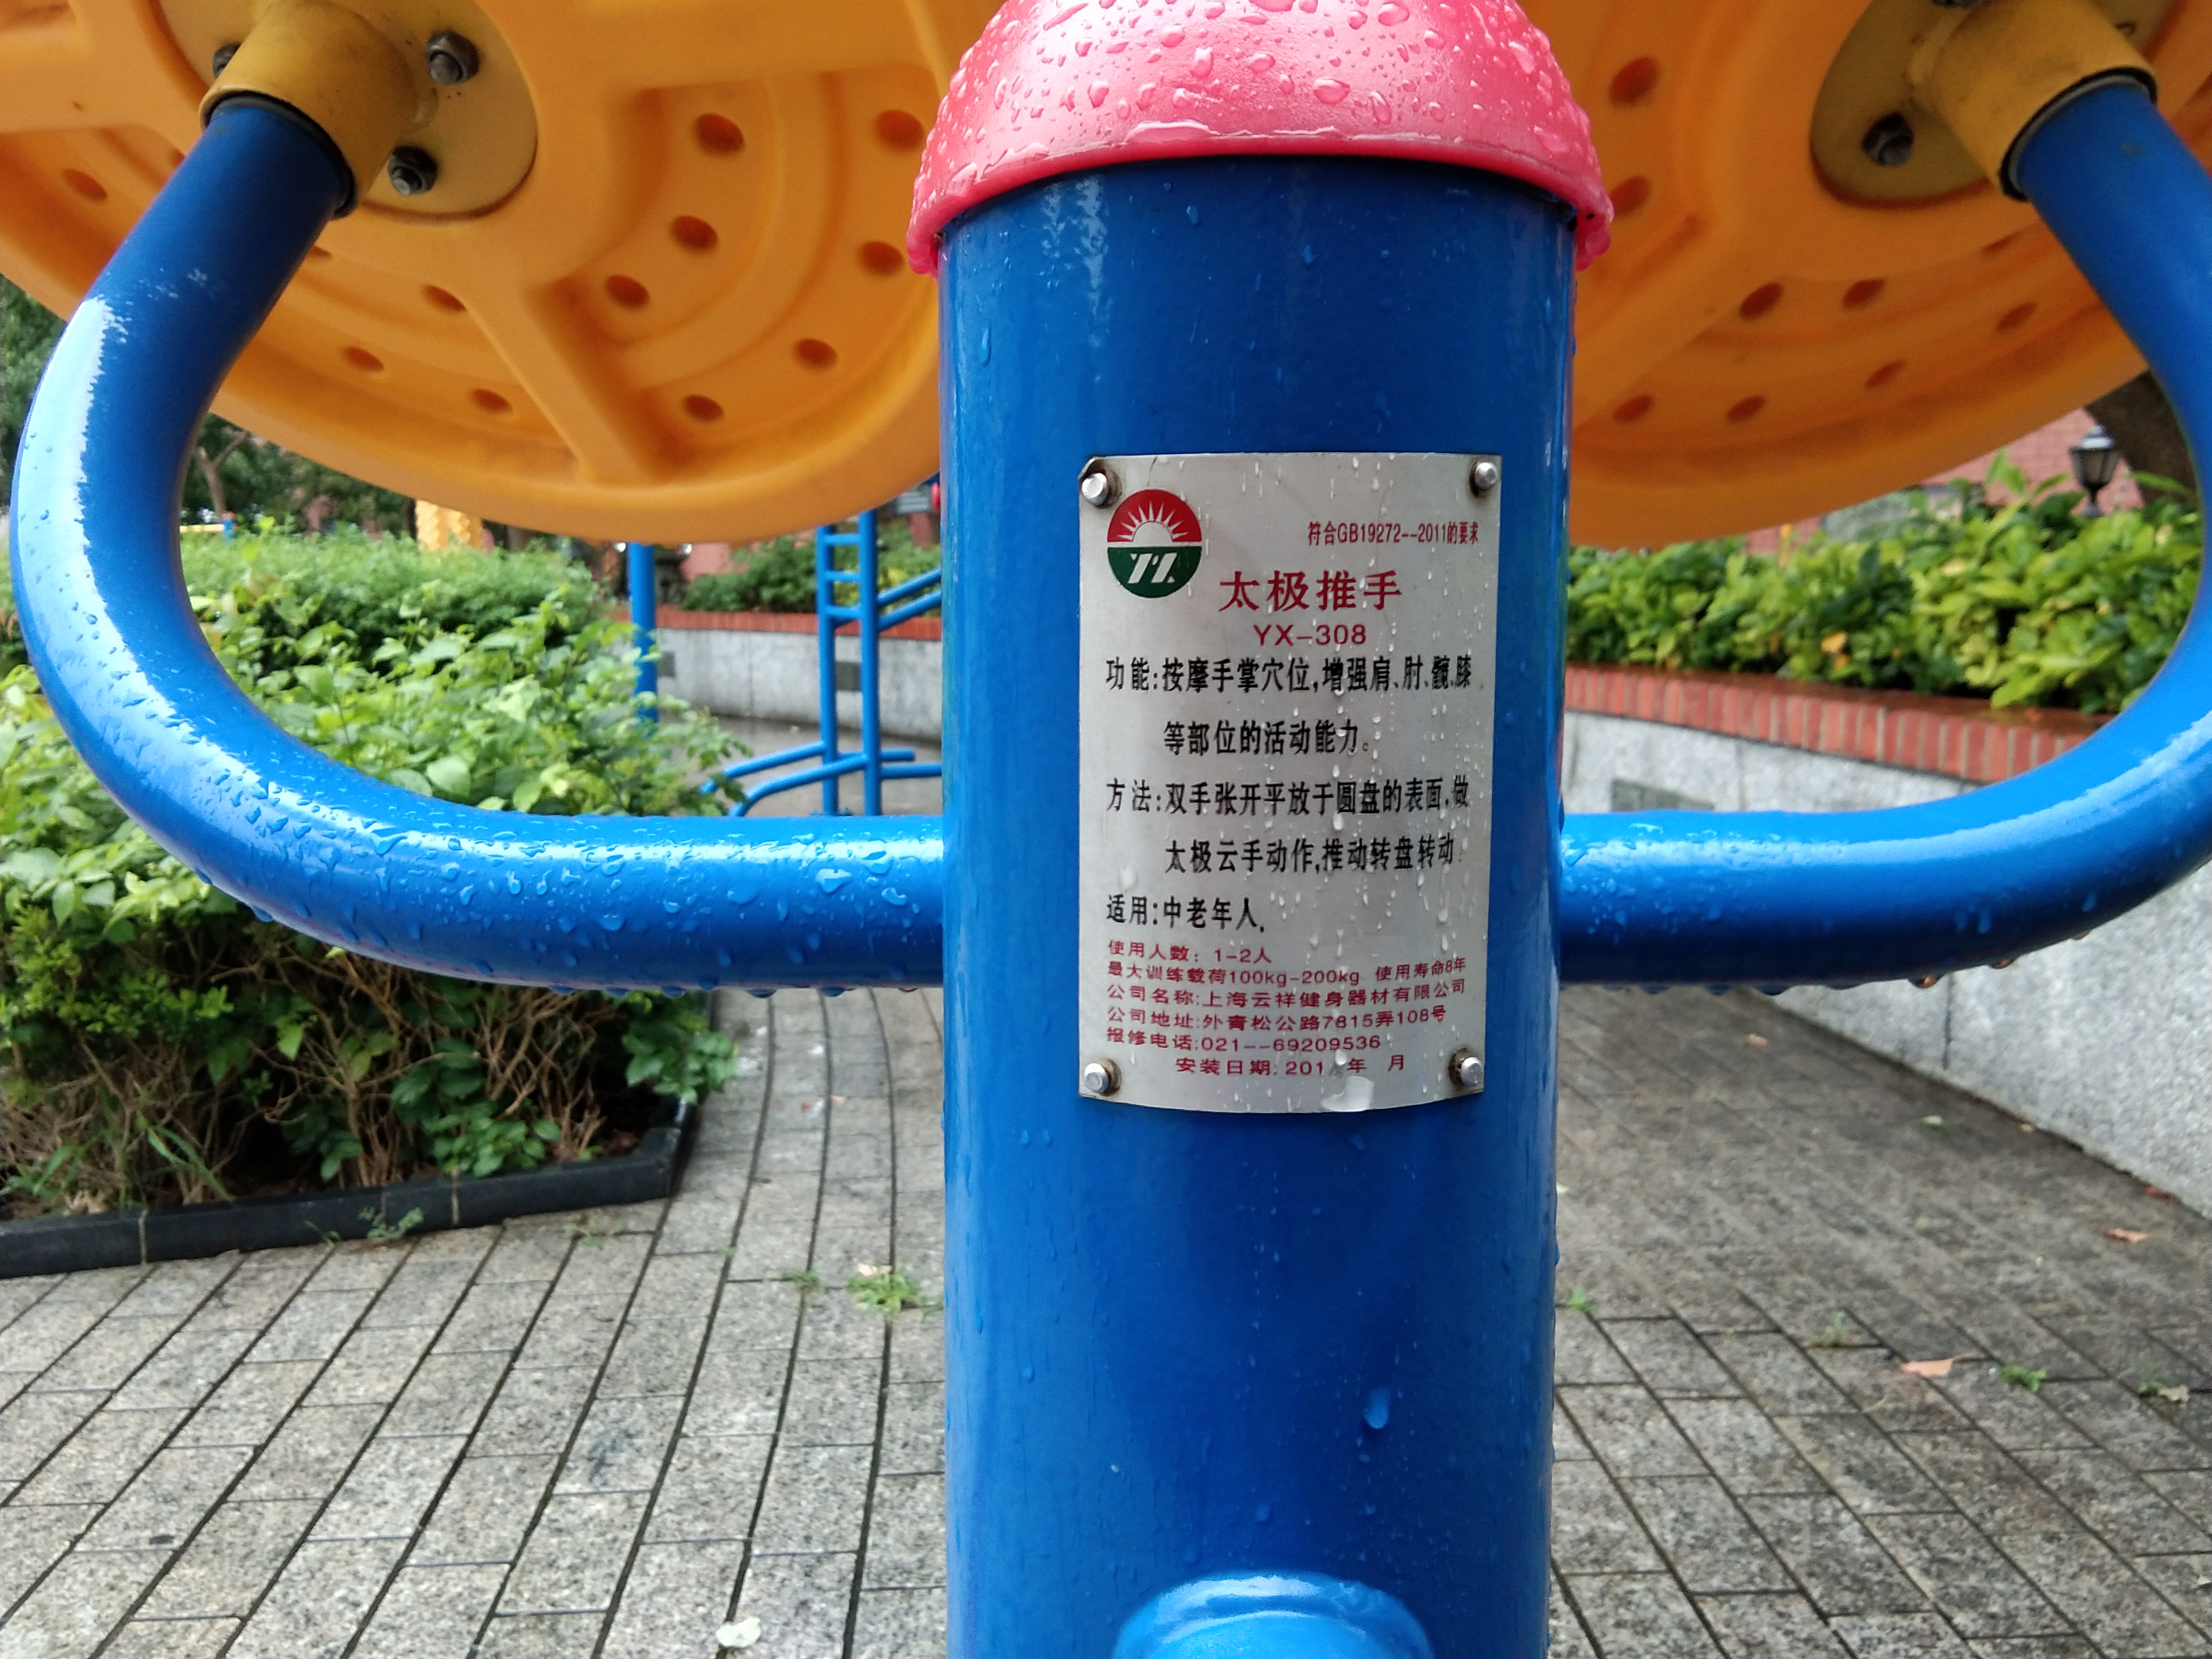 符合GB19272--2011的要求
太极推手
YX-308
功能:按摩手掌穴位,增强肩、肘、髋、膝
等部位的活动能力。
方法:双手张开平放于圆盘的表面,做
太极云手动作,推动转盘转动.
适用:中老年人.
使用人数: 1-2人
最大训练载荷100kg-200kg 使用寿命8年
公司名称:上海云祥健身器材有限公司
公司地址:外青松公路7815弄108号
报修电话:021--69209536
安装日期: 201 年 月